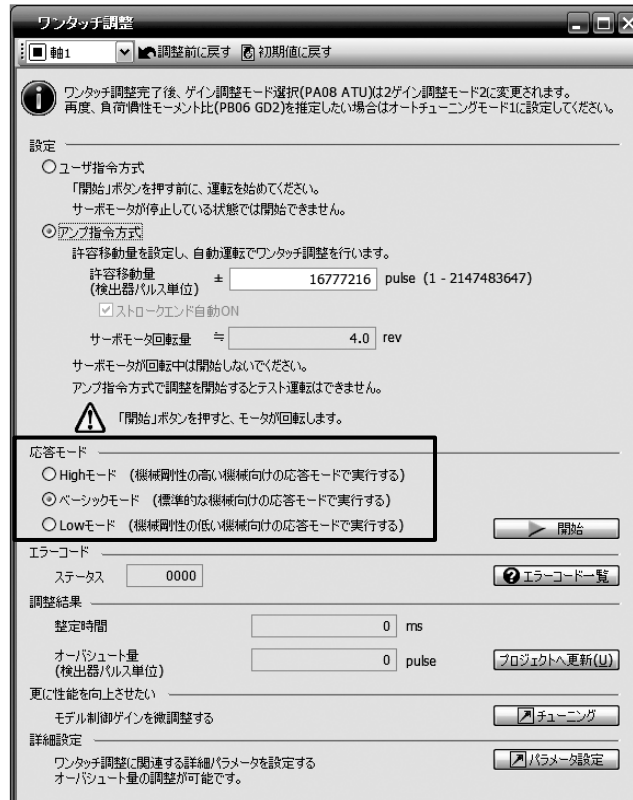 ワンタッチ調整
軸1 調整前に戻す 初期値に戻す
ワンタッチ調整完了後、ゲイン調整モード選択(PA08 ATU)は2ゲイン調整モード2に変更されます。
再度、負荷慣性モーメント比(PB06 GD2)を推定したい場合はオートチューニングモード1に設定してください。
設定
ユーザ指令方式
「開始」ボタンを押す前に、運転を始めてください。
サーボモータが停止している状態では開始できません。
アンプ指令方式
許容移動量を設定し、自動運転でワンタッチ調整を行います。
許容移動量
(検出器パルス単位) ± 16777216 pulse (1 - 2147483647)
ストロークエンド自動ON
サーボモータ回転量 ≒ 4.0 rev
サーボモータが回転中は開始しないでください。
アンプ指令方式で調整を開始するとテスト運転はできません。
「開始」ボタンを押すと、モータが回転します。
応答モード
Highモード (機械剛性の高い機械向けの応答モードで実行する)
ベーシックモード (標準的な機械向けの応答モードで実行する)
Lowモード (機械剛性の低い機械向けの応答モードで実行する)
開始
エラーコード
ステータス 0000 エラーコード一覧
調整結果
整定時間 0 ms
オーバシュート量
(検出器パルス単位) 0 pulse プロジェクトへ更新(U)
更に性能を向上させたい
モデル制御ゲインを微調整する チューニング
詳細設定
ワンタッチ調整に関連する詳細パラメータを設定する
オーバシュート量の調整が可能です。 パラメータ設定